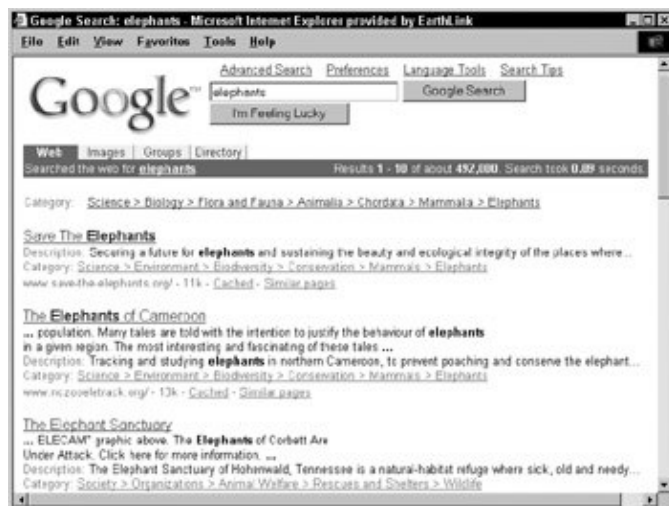 Google Search: elephants - Microsoft Internet Explorer provided by EarthLink
File Edit View Favorites Tools Help
Advanced Search Preferences Language Tools Search Tips
Google™
elephants
Google Search
I'm Feeling Lucky
Web Images Groups Directory
Searched the web for elephants Results 1 - 10 of about 492,000. Search took 0.09 seconds.
Category: Science > Biology > Flora and Fauna > Animalia > Chordata > Mammalia > Elephants
Save The Elephants
Description: Securing a future for elephants and sustaining the beauty and ecological integrity of the places where...
Category: Science > Environment > Biodiversity > Conservation > Mammals > Elephants
www.save-the-elephants.org/ - 11k - Cached - Similar pages
The Elephants of Cameroon
... population. Many tales are told with the intention to justify the behaviour of elephants
in a given region. The most interesting and fascinating of these tales ...
Description: Tracking and studying elephants in northern Cameroon, to prevent poaching and conserve the elephant...
Category: Science > Environment > Biodiversity > Conservation > Mammals > Elephants
www.nczooeletrack.org/ - 13k - Cached - Similar pages
The Elephant Sanctuary
... ELECAM" graphic above. The Elephants of Corbett Are
Under Attack. Click here for more information. ...
Description: The Elephant Sanctuary of Hohenwald, Tennessee is a natural-habitat refuge where sick, old and needy...
Category: Society > Organizations > Animal Welfare > Rescues and Shelters > Wildlife